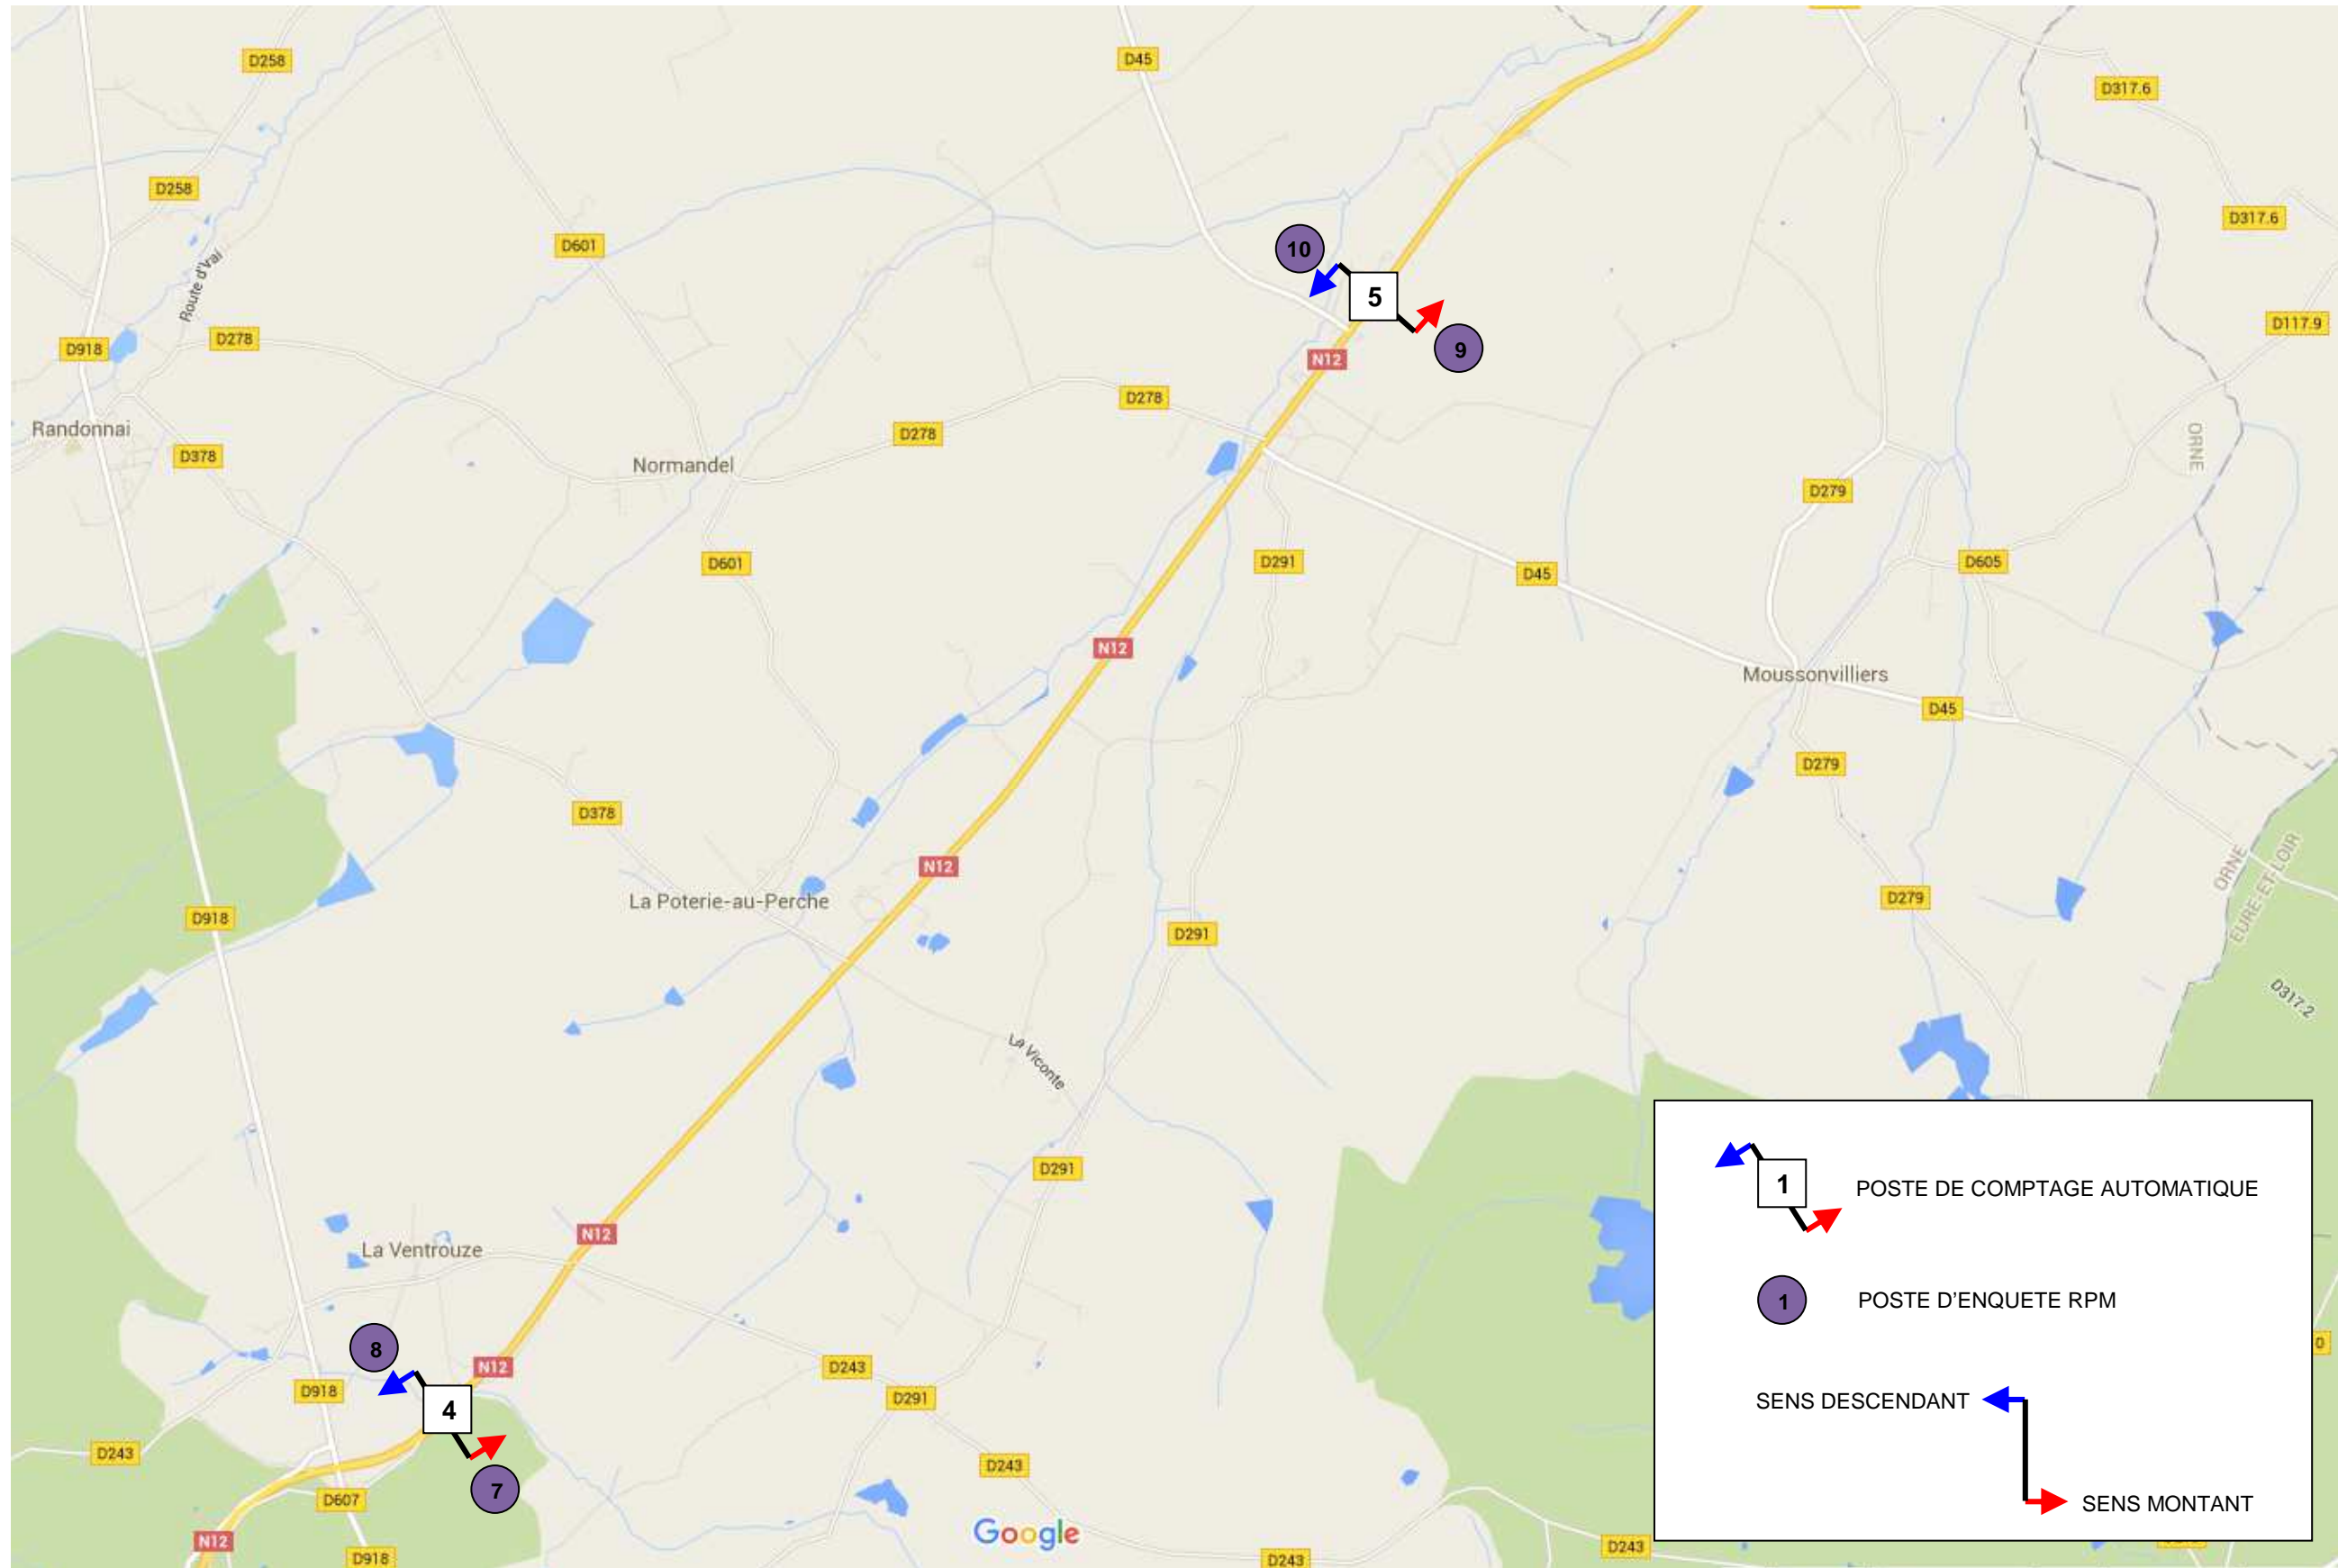 D258
D45
D317.6
D258
D317.6
D601
10
Route d'Val
5
D117.9
D278
D918
9
N12
D278
Randonnai
D278
ORNE
D378
Normandel
D279
D601
D291
D45
D605
N12
Moussonvilliers
D45
D279
D378
N12
La Poterie-au-Perche
ORNE
EURE-ET-LOIR
D279
D918
D291
D317.2
La Viconte
D291
1
POSTE DE COMPTAGE AUTOMATIQUE
N12
La Ventrouze
1
POSTE D'ENQUETE RPM
8
N12
D243
D918
D291
SENS DESCENDANT
4
D243
D243
7
D607
SENS MONTANT
Google
N12
D918
D243
D243